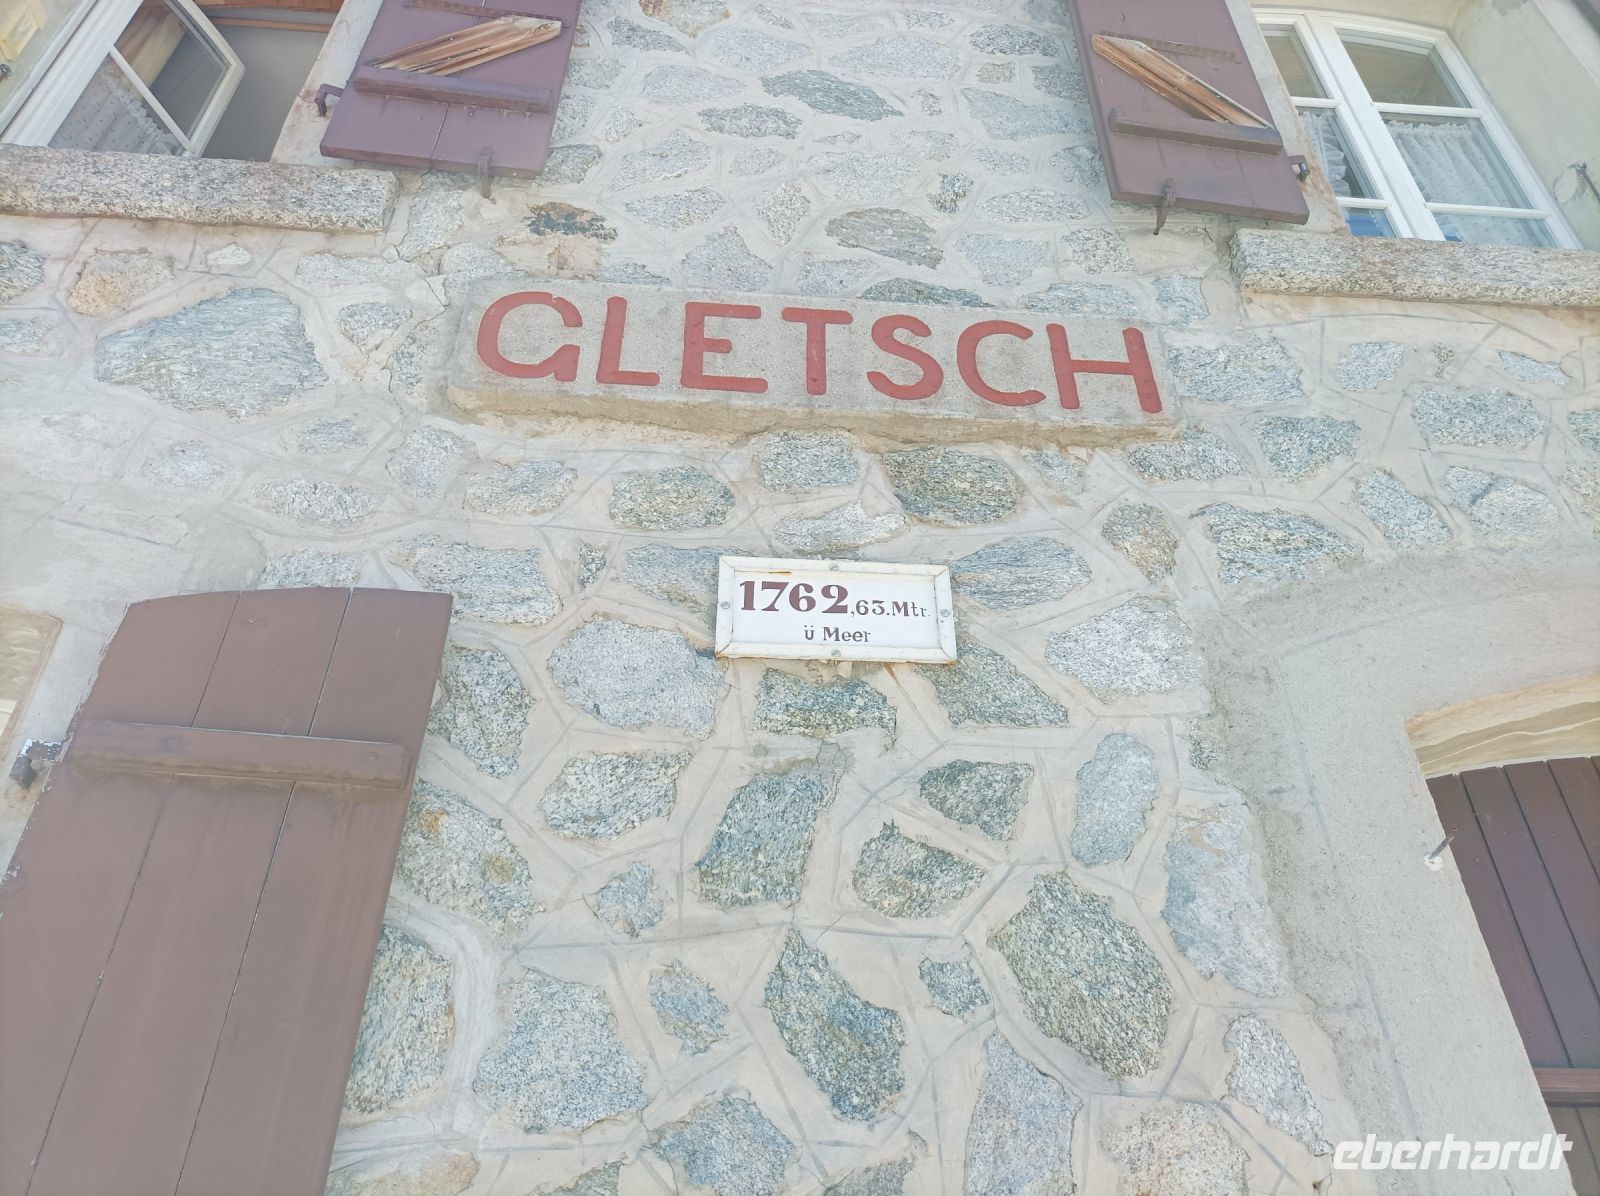 GLETSCH
1762,63.Mtr.
ü Meer
eberhardt